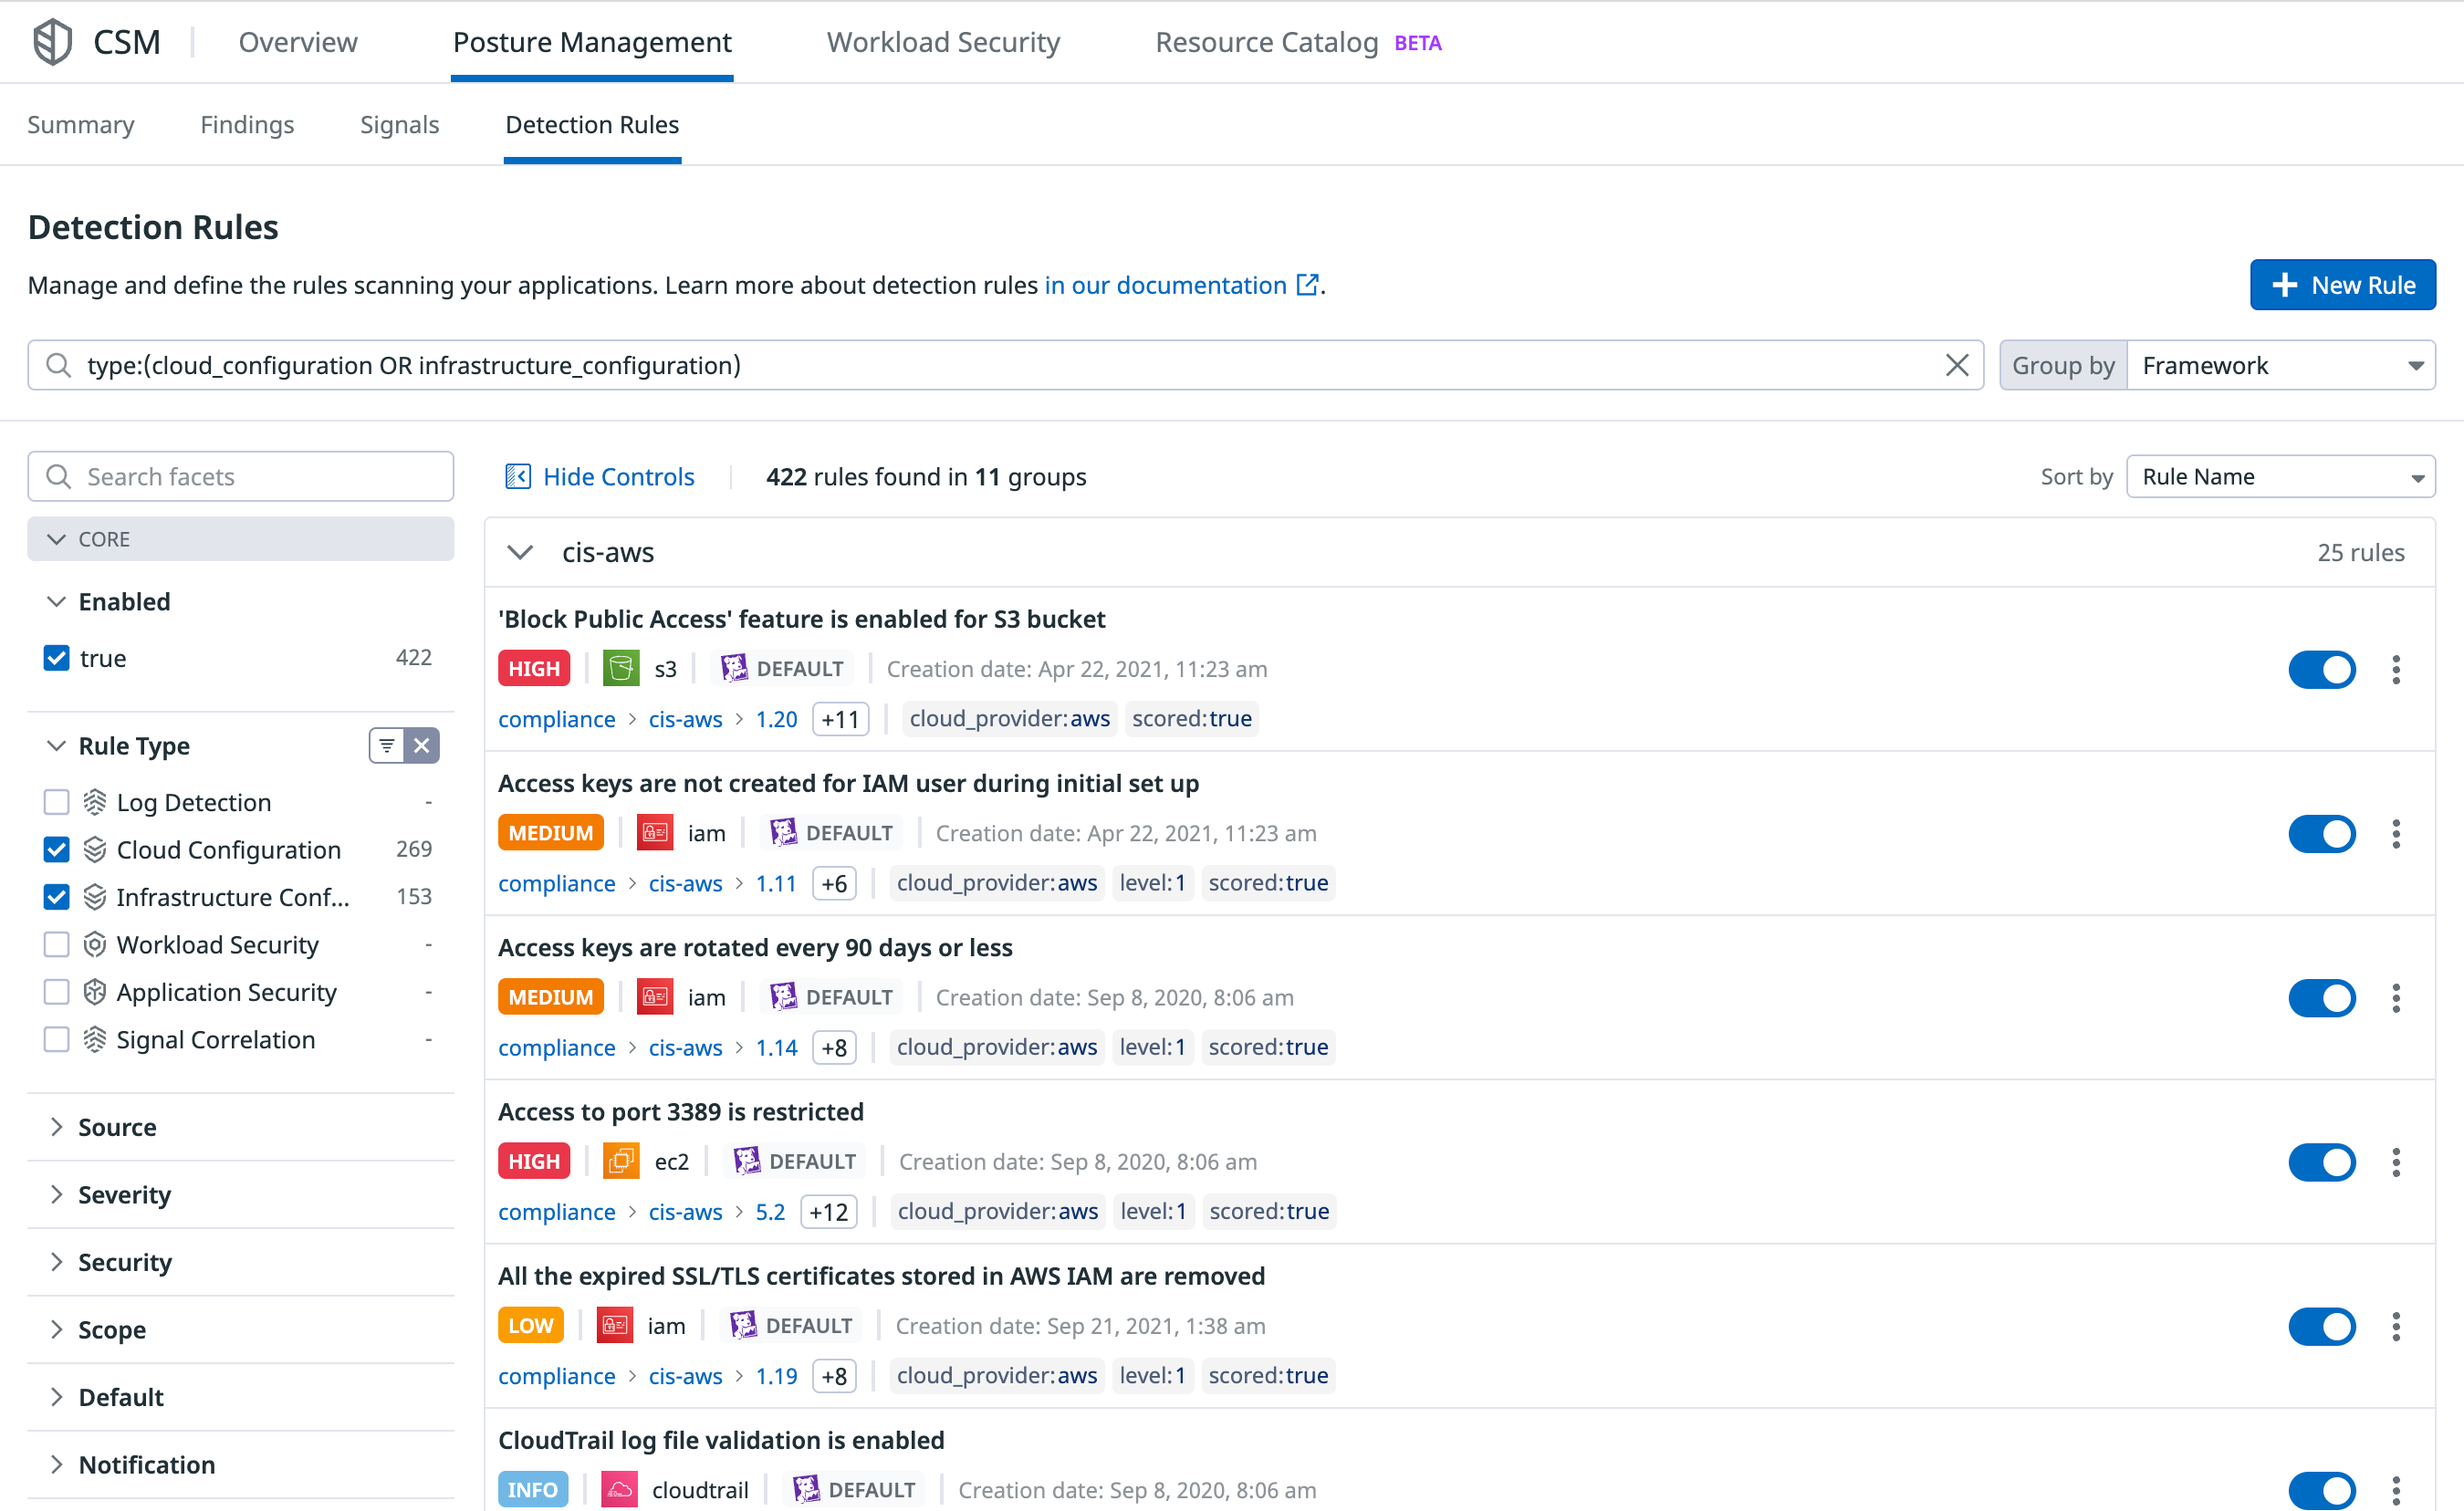 CSM
Overview
Posture Management
Workload Security
Resource Catalog BETA
Summary
Findings
Signals
Detection Rules
Detection Rules
Manage and define the rules scanning your applications. Learn more about detection rules in our documentation.
New Rule
type:(cloud_configuration OR infrastructure_configuration)
Group by Framework
Search facets
CORE
Enabled
true 422
Rule Type
Log Detection -
Cloud Configuration 269
Infrastructure Conf... 153
Workload Security -
Application Security -
Signal Correlation -
Source
Severity
Security
Scope
Default
Notification
Hide Controls
422 rules found in 11 groups
Sort by Rule Name
cis-aws 25 rules
'Block Public Access' feature is enabled for S3 bucket
HIGH s3 DEFAULT Creation date: Apr 22, 2021, 11:23 am
compliance > cis-aws > 1.20 +11 cloud_provider:aws scored:true
Access keys are not created for IAM user during initial set up
MEDIUM iam DEFAULT Creation date: Apr 22, 2021, 11:23 am
compliance > cis-aws > 1.11 +6 cloud_provider:aws level:1 scored:true
Access keys are rotated every 90 days or less
MEDIUM iam DEFAULT Creation date: Sep 8, 2020, 8:06 am
compliance > cis-aws > 1.14 +8 cloud_provider:aws level:1 scored:true
Access to port 3389 is restricted
HIGH ec2 DEFAULT Creation date: Sep 8, 2020, 8:06 am
compliance > cis-aws > 5.2 +12 cloud_provider:aws level:1 scored:true
All the expired SSL/TLS certificates stored in AWS IAM are removed
LOW iam DEFAULT Creation date: Sep 21, 2021, 1:38 am
compliance > cis-aws > 1.19 +8 cloud_provider:aws level:1 scored:true
CloudTrail log file validation is enabled
INFO cloudtrail DEFAULT Creation date: Sep 8, 2020, 8:06 am